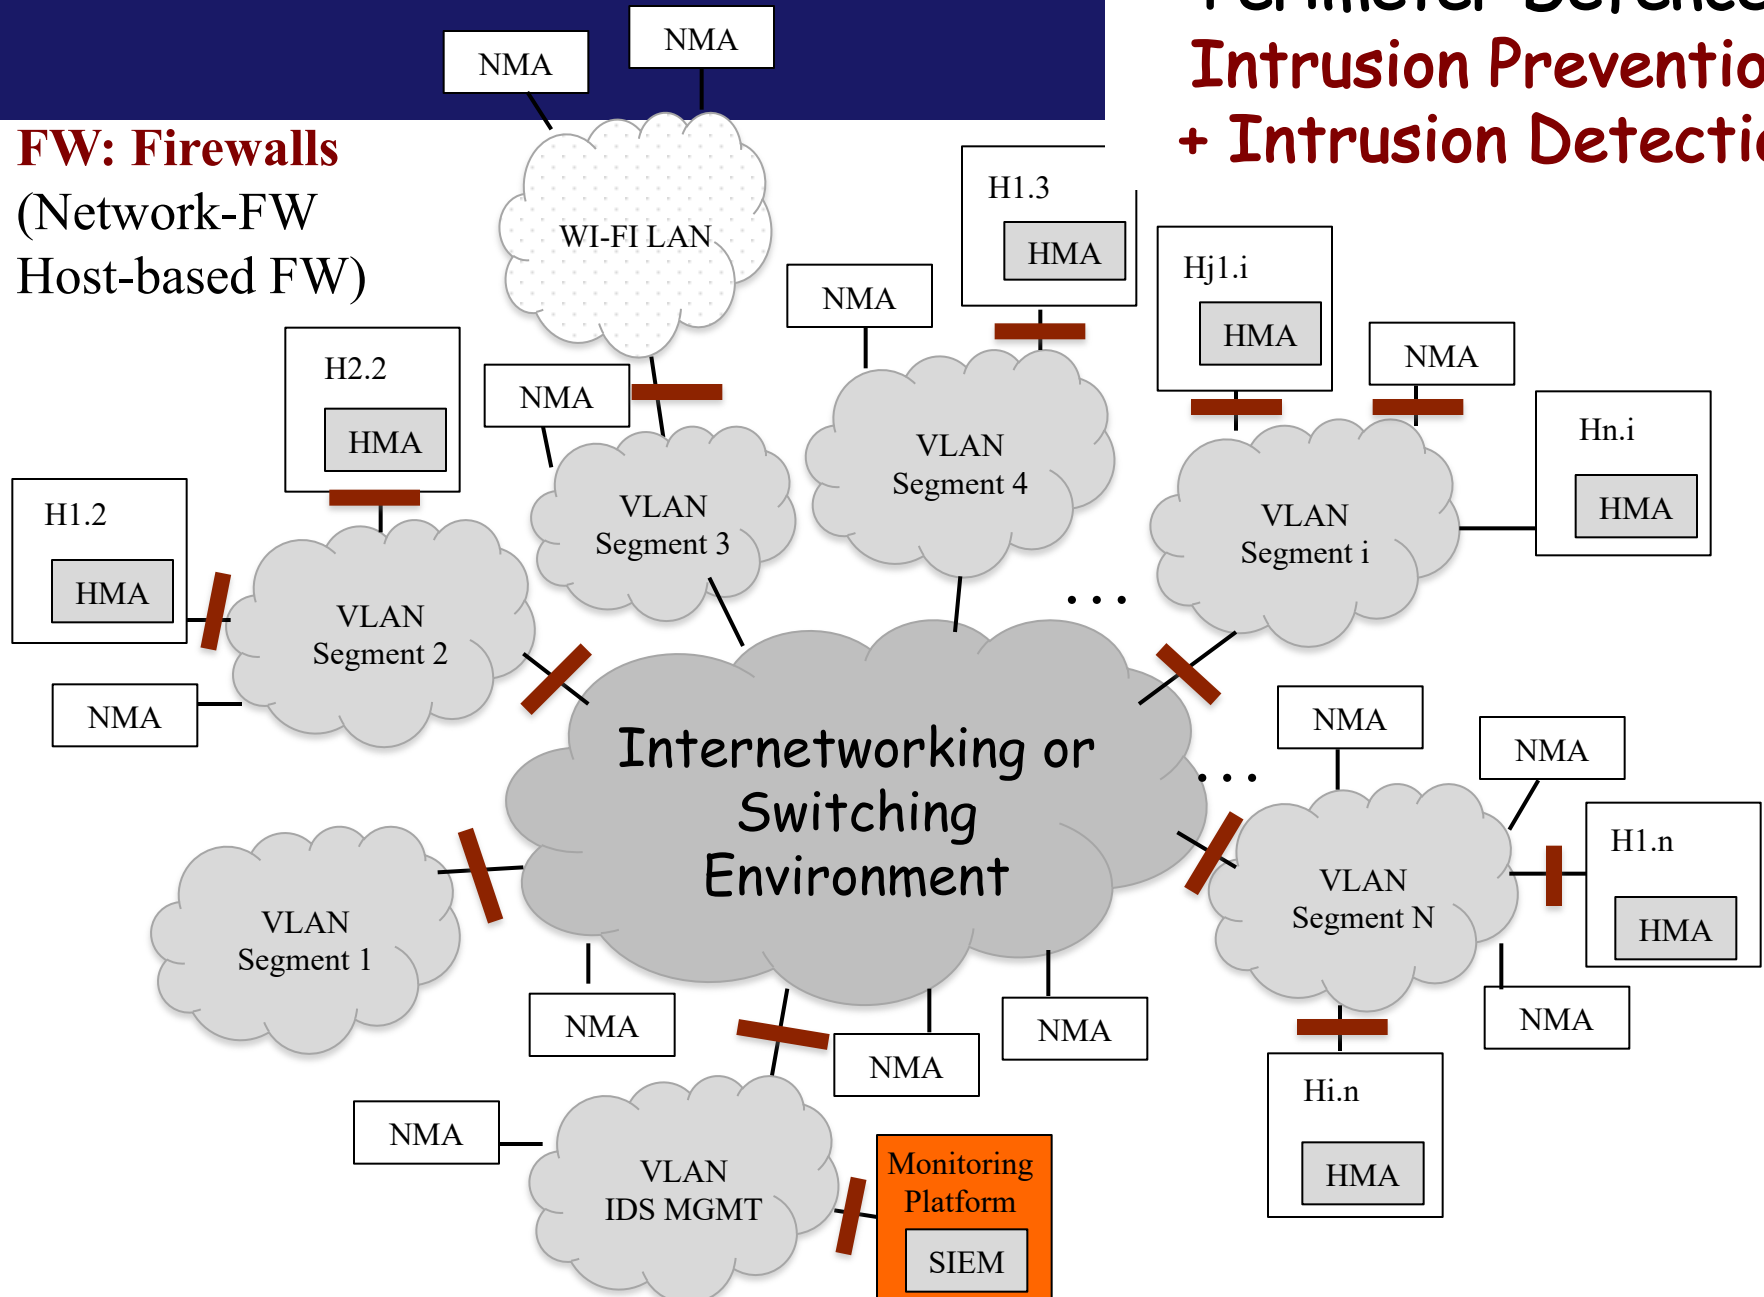 Perimeter Defence
Intrusion Preventio
+ Intrusion Detectio
FW: Firewalls
(Network-FW
Host-based FW)
NMA
NMA
WI-FI LAN
H1.3
HMA
NMA
Hj1.i
HMA
NMA
H2.2
HMA
NMA
Hn.i
HMA
VLAN
Segment 4
VLAN
Segment 3
VLAN
Segment i
H1.2
HMA
VLAN
Segment 2
NMA
...
Internetworking or
Switching
Environment
...
NMA
NMA
H1.n
HMA
VLAN
Segment N
VLAN
Segment 1
NMA
NMA
NMA
NMA
Hi.n
HMA
NMA
VLAN
IDS MGMT
Monitoring
Platform
SIEM